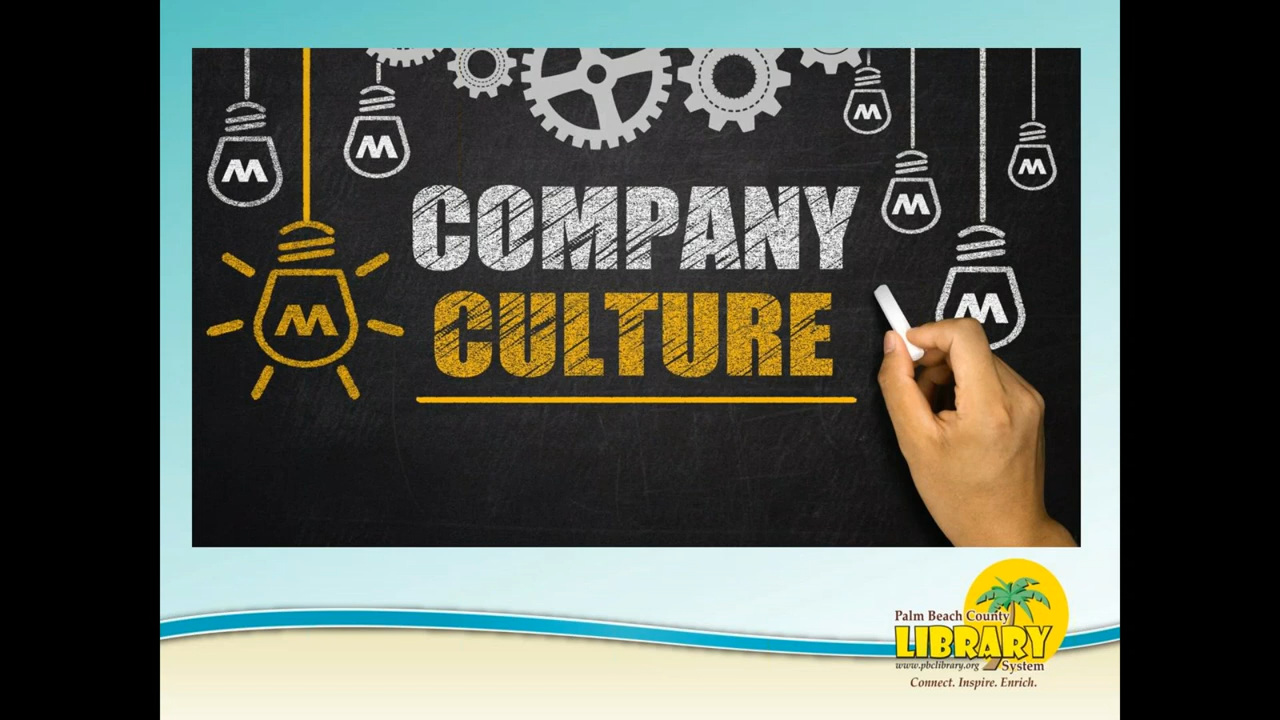 COMPANY
CULTURE
Palm Beach County
LIBRARY
www.pbclibrary.org System
Connect. Inspire. Enrich.